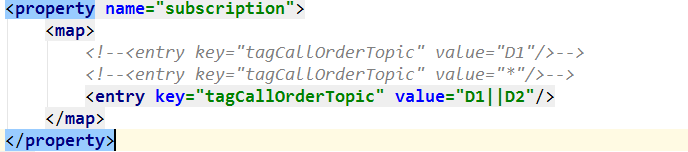 <property name="subscription">
<map>
<!--<entry key="tagCallOrderTopic" value="D1"/>-->
<!--<entry key="tagCallOrderTopic" value="*"/>-->
<entry key="tagCallOrderTopic" value="D1||D2"/>
</map>
</property>